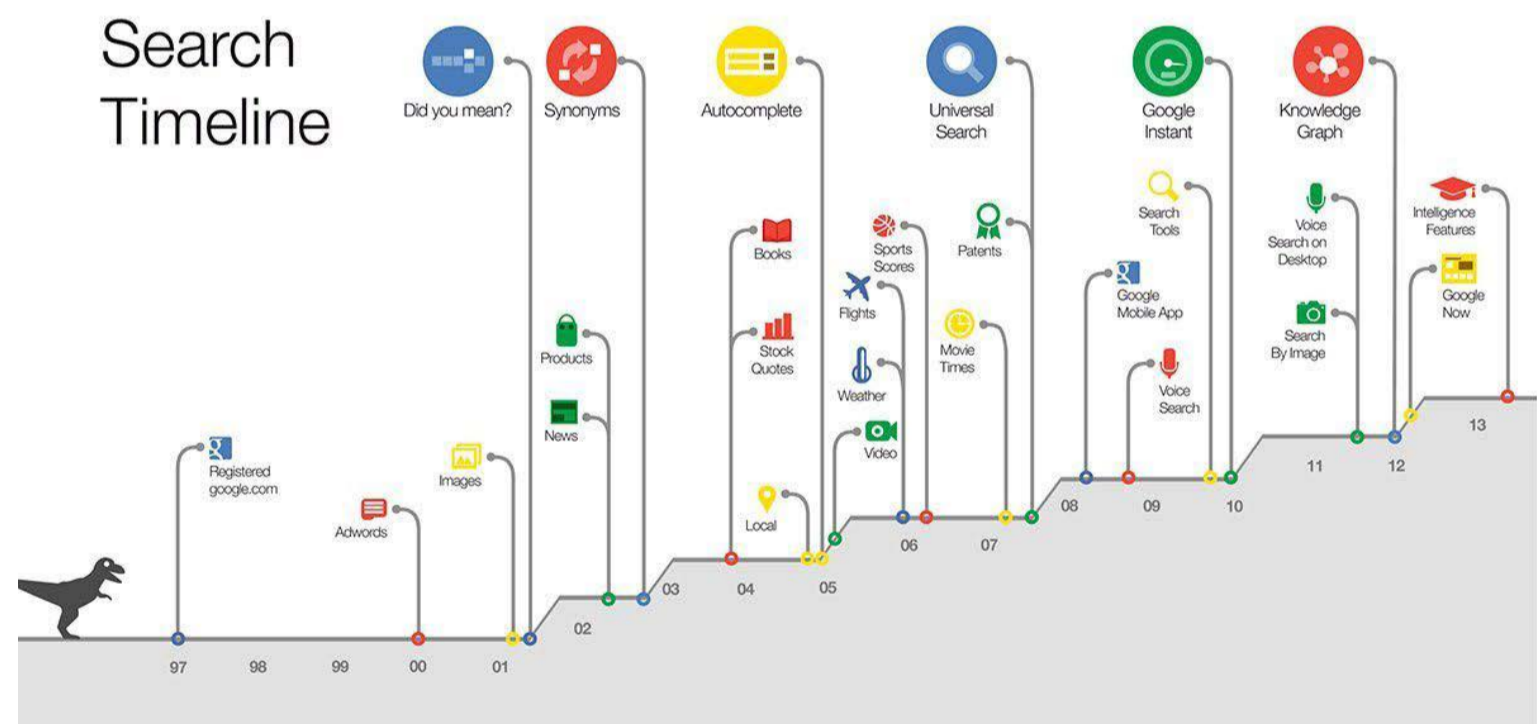 Search
Timeline
Did you mean?
Synonyms
Autocomplete
Universal
Search
Google
Instant
Knowledge
Graph
Registered
google.com
Adwords
Images
Products
News
Books
Stock
Quotes
Local
Sports
Scores
Flights
Weather
Video
Patents
Movie
Times
Google
Mobile App
Voice
Search
Search
Tools
Voice
Search on
Desktop
Search
By Image
Intelligence
Features
Google
Now
97
98
99
00
01
02
03
04
05
06
07
08
09
10
11
12
13